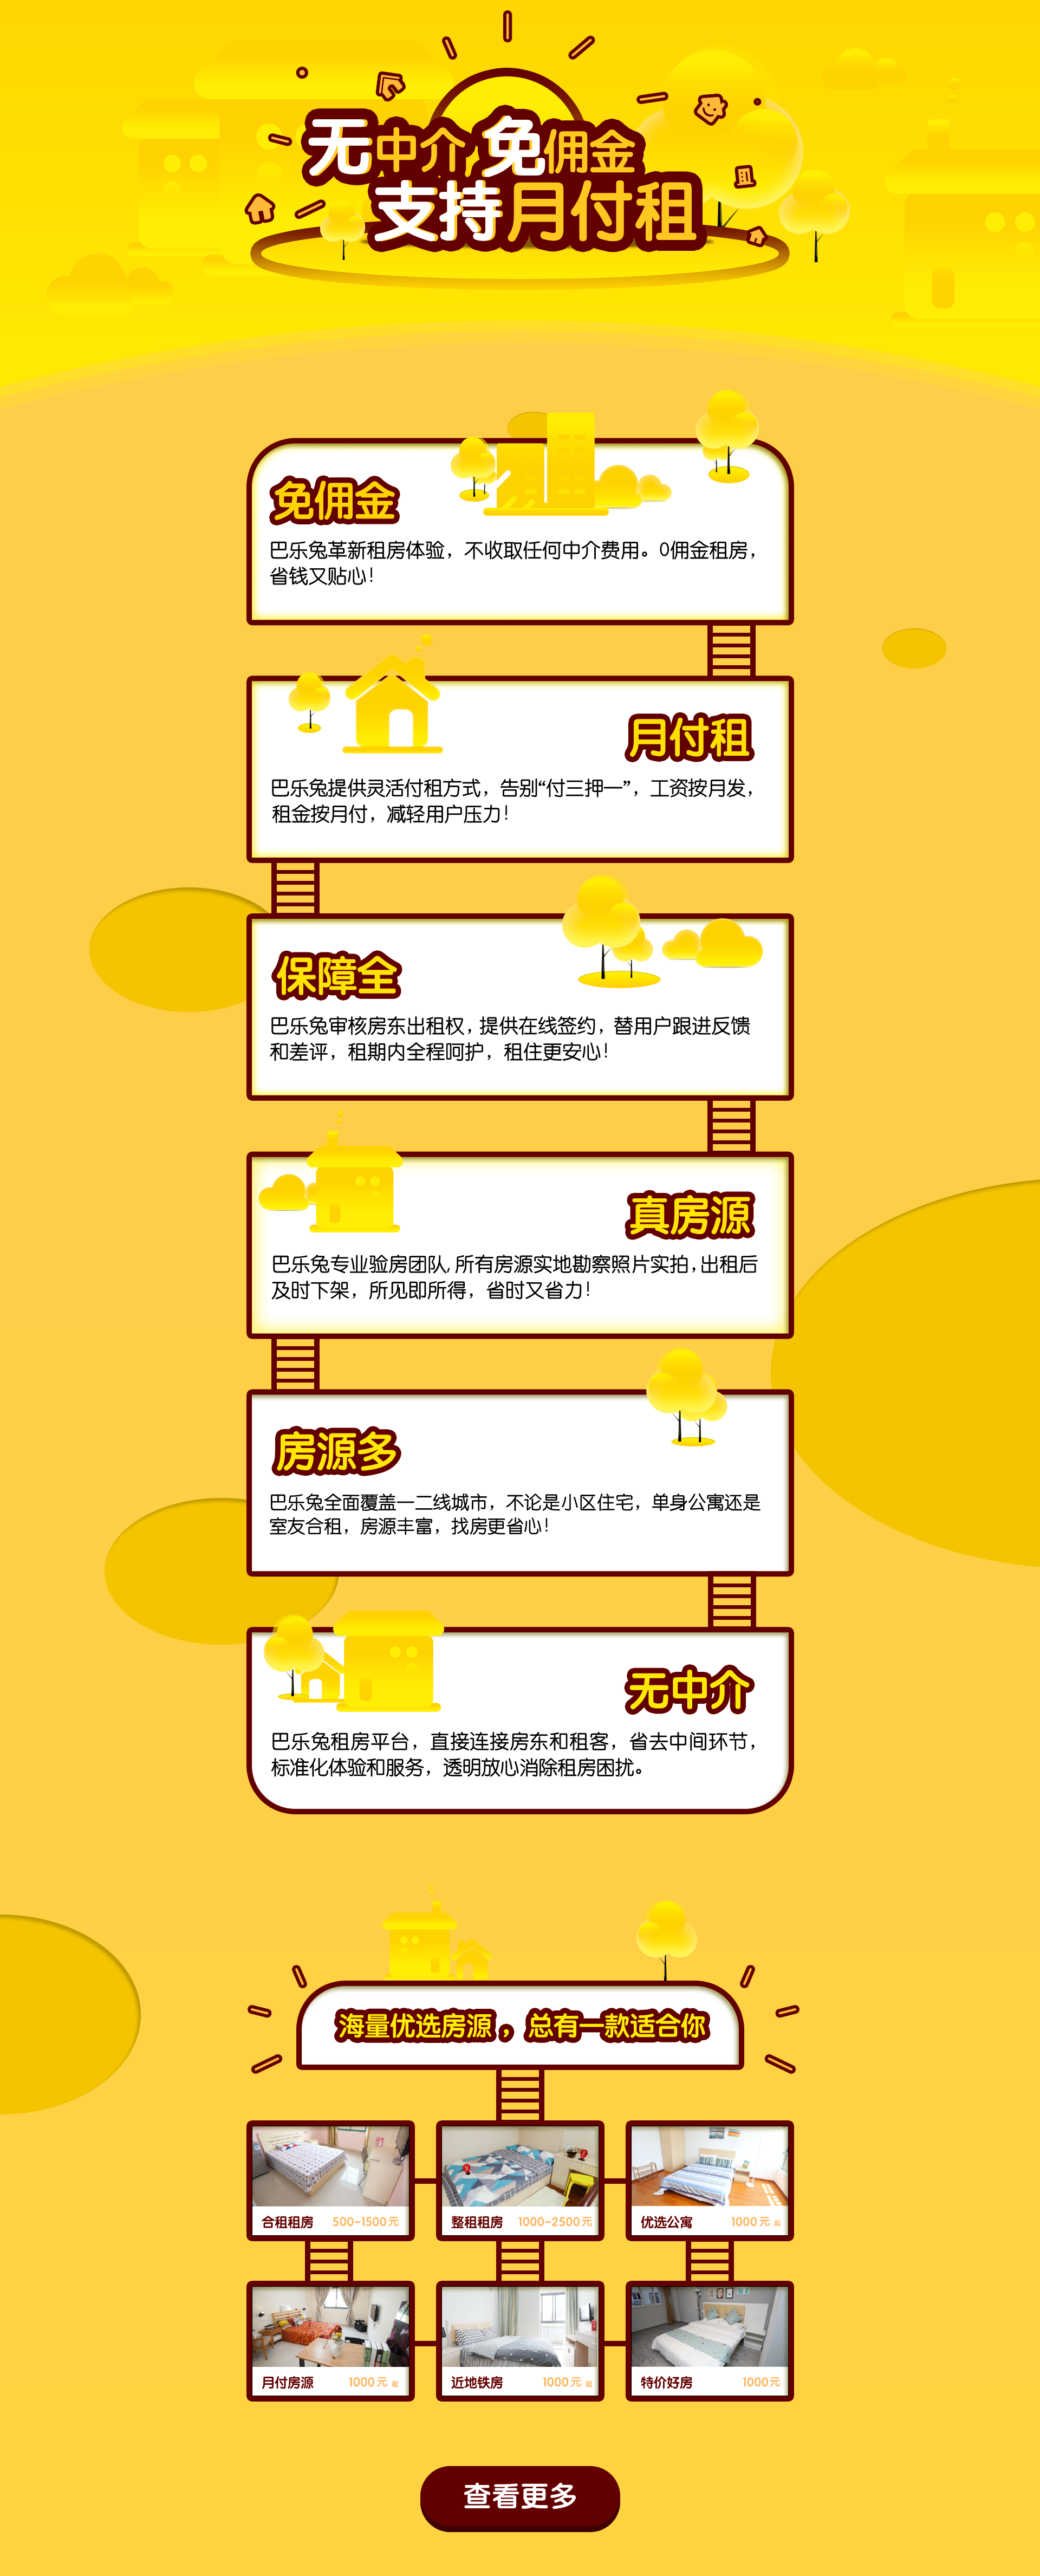 无中介 免佣金
支持月付租
免佣金
巴乐兔革新租房体验，不收取任何中介费用。0佣金租房，
省钱又贴心！
月付租
巴乐兔提供灵活付租方式，告别“付三押一”，工资按月发，
租金按月付，减轻用户压力！
保障全
巴乐兔审核房东出租权，提供在线签约，替用户跟进反馈
和差评，租期内全程呵护，租住更安心！
真房源
巴乐兔专业验房团队，所有房源实地勘察照片实拍，出租后
及时下架，所见即所得，省时又省力！
房源多
巴乐兔全面覆盖一二线城市，不论是小区住宅，单身公寓还是
室友合租，房源丰富，找房更省心！
无中介
巴乐兔租房平台，直接连接房东和租客，省去中间环节，
标准化体验和服务，透明放心消除租房困扰。
海量优选房源，总有一款适合你
合租租房 500-1500元
整租租房 1000-2500元
优选公寓 1000元起
月付房源 1000元起
近地铁房 1000元起
特价好房 1000元
查看更多